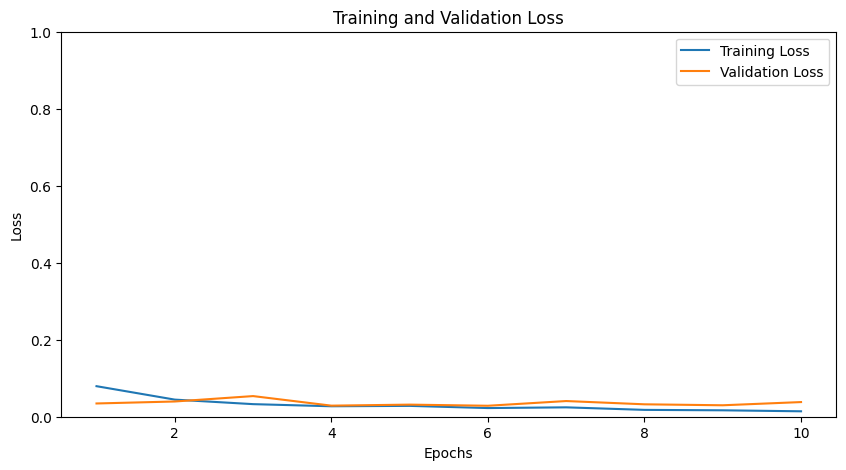 Training and Validation Loss
1.0
0.8
0.6
0.4
0.2
0.0
Loss
Training Loss
Validation Loss
2
4
6
8
10
Epochs